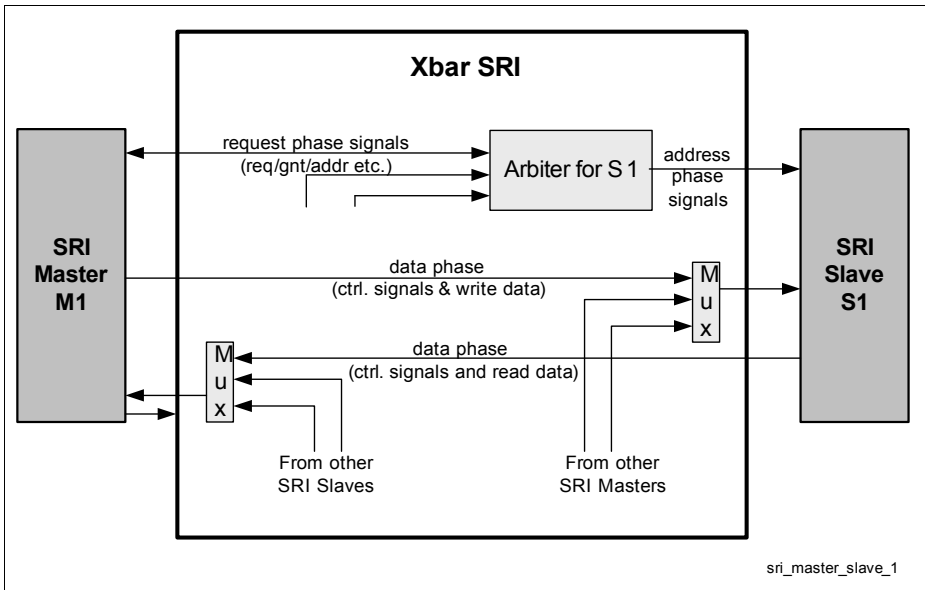 Xbar SRI
request phase signals
(req/gnt/addr etc.)
Arbiter for S1
address
phase
signals
SRI
Master
M1
SRI
Slave
S1
data phase
(ctrl. signals & write data)
M
u
x
data phase
(ctrl. signals and read data)
M
u
x
From other
SRI Slaves
From other
SRI Masters
sri_master_slave_1